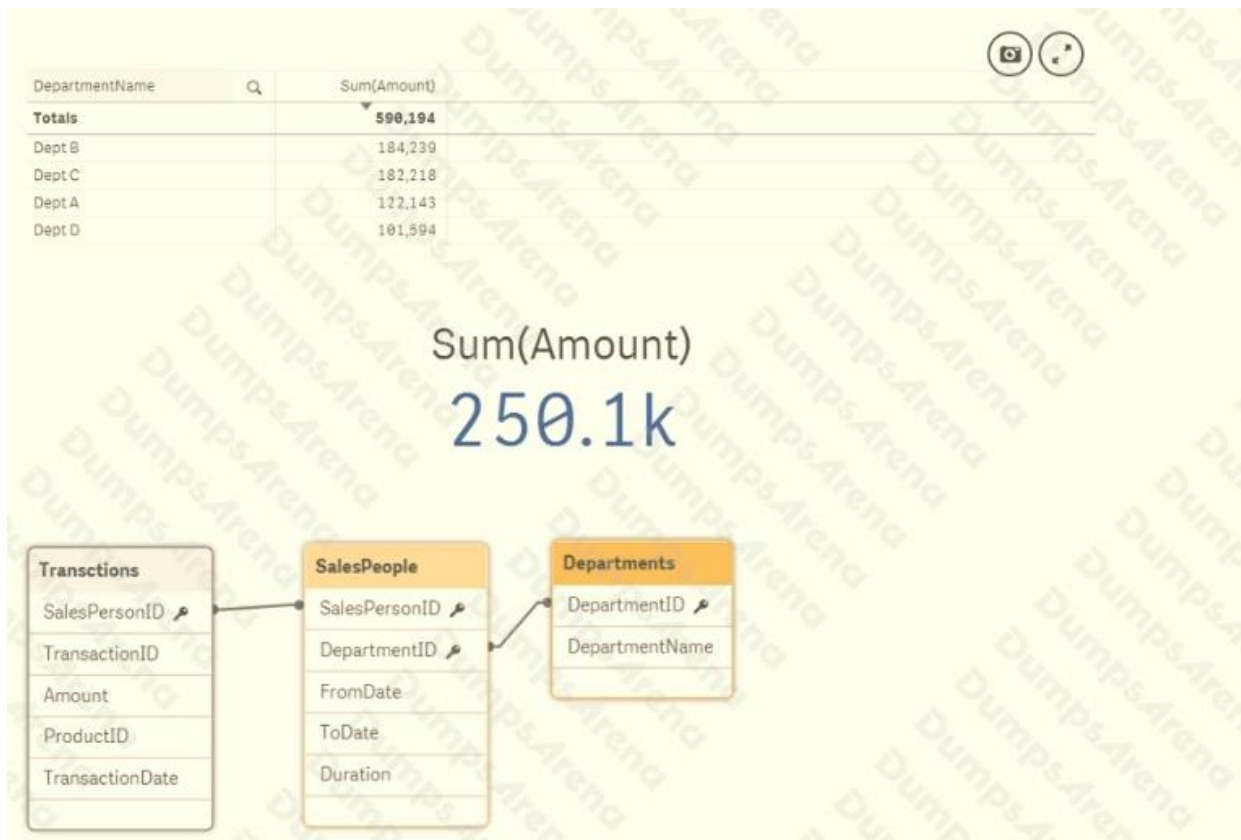 DepartmentName Sum(Amount)
Totals 590,194
Dept B 184,239
Dept C 182,218
Dept A 122,143
Dept D 101,594
Sum(Amount)
250.1k
Transctions
SalesPersonID
TransactionID
Amount
ProductID
TransactionDate
SalesPeople
SalesPersonID
DepartmentID
FromDate
ToDate
Duration
Departments
DepartmentID
DepartmentName
DumpsArena